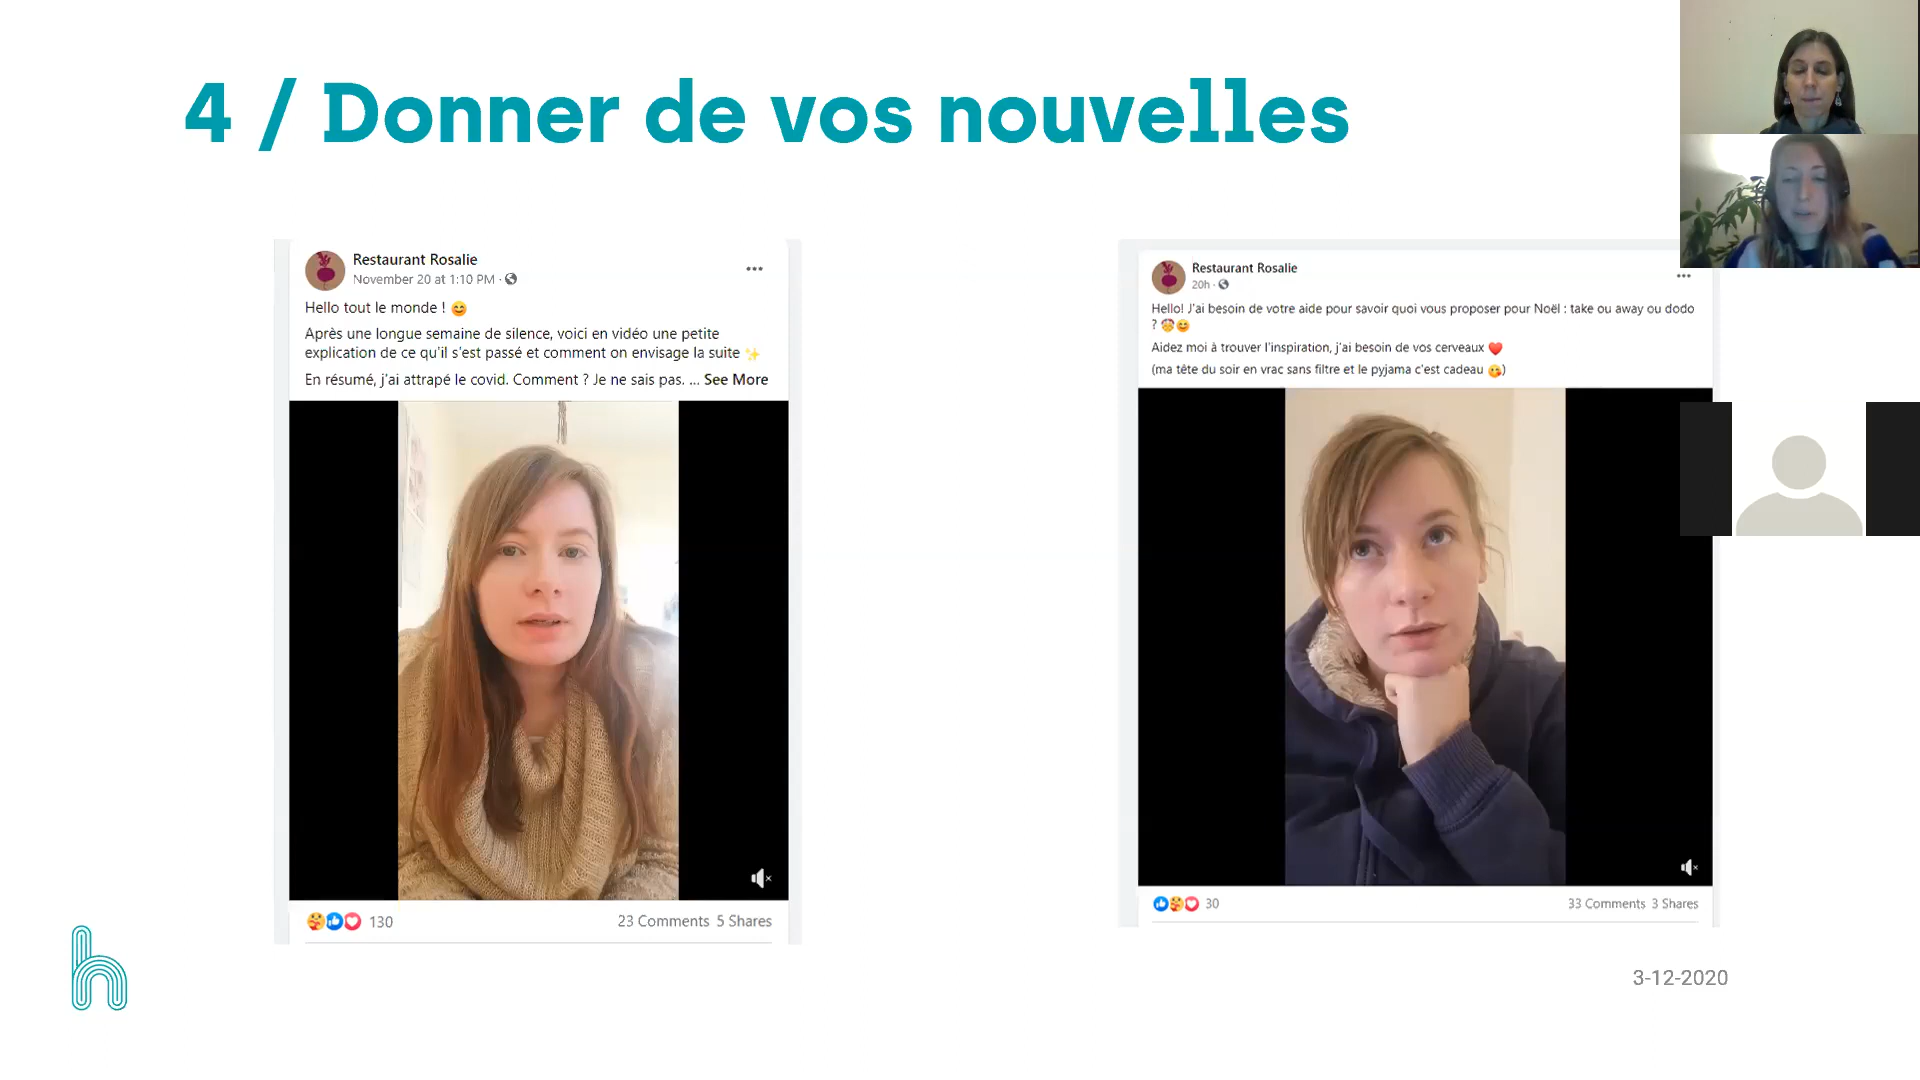 4 / Donner de vos nouvelles
Restaurant Rosalie
November 20 at 1:10 PM ·
Hello tout le monde ! 😊
Après une longue semaine de silence, voici en vidéo une petite
explication de ce qu'il s'est passé et comment on envisage la suite ✨
En résumé, j'ai attrapé le covid. Comment ? Je ne sais pas. ... See More
130
23 Comments 5 Shares
Restaurant Rosalie
20h ·
Hello! J'ai besoin de votre aide pour savoir quoi vous proposer pour Noël : take ou away ou dodo
? 🎅😊
Aidez moi à trouver l'inspiration, j'ai besoin de vos cerveaux ❤️
(ma tête du soir en vrac sans filtre et le pyjama c'est cadeau 😘)
30
33 Comments 3 Shares
h
3-12-2020